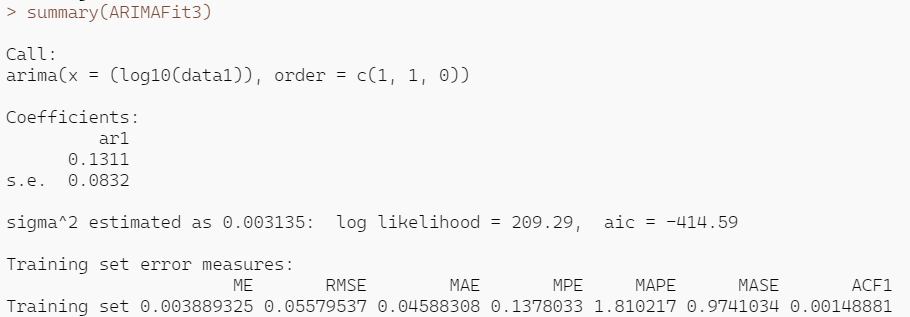 > summary(ARIMAFit3)
Call:
arima(x = (log10(data1)), order = c(1, 1, 0))
Coefficients:
ar1
0.1311
s.e. 0.0832
sigma^2 estimated as 0.003135: log likelihood = 209.29, aic = -414.59
Training set error measures:
ME RMSE MAE MPE MAPE MASE ACF1
Training set 0.003889325 0.05579537 0.04588308 0.1378033 1.810217 0.9741034 0.00148881